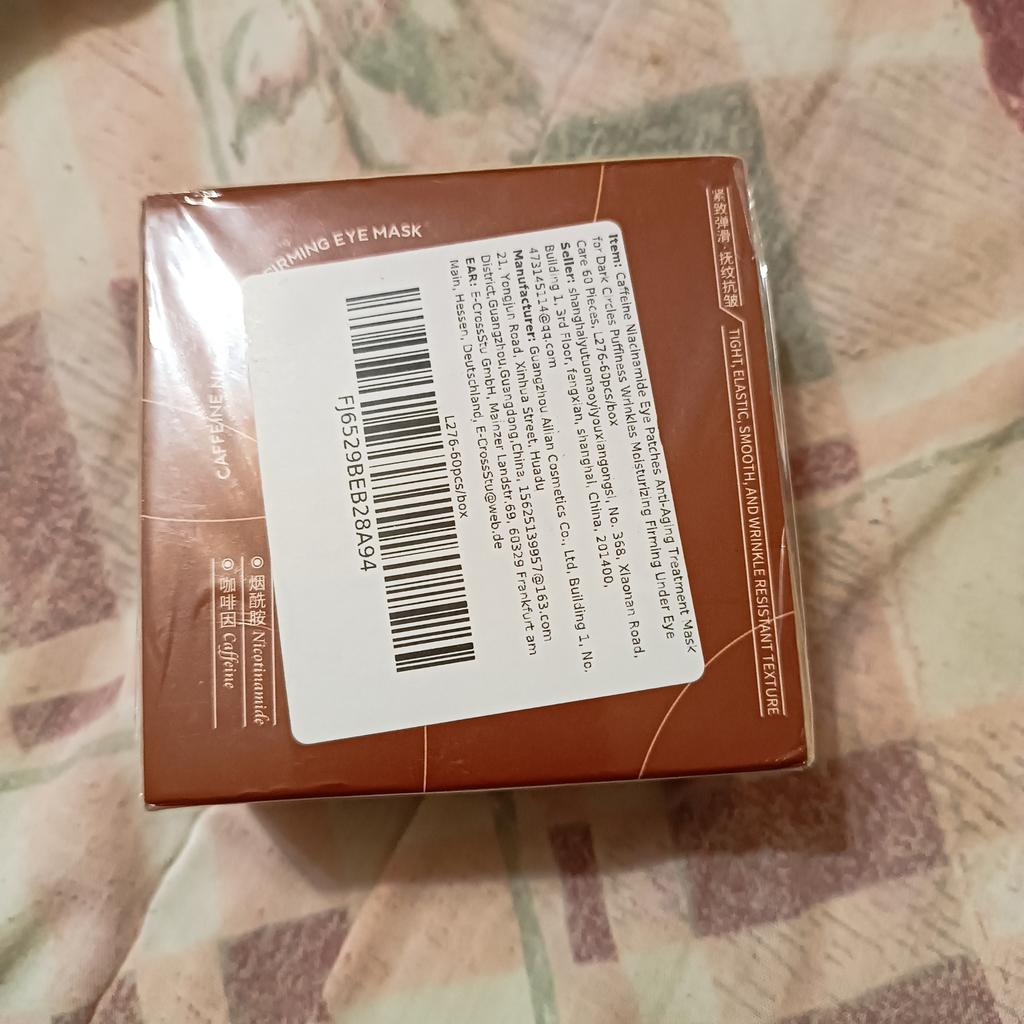 FIRMING EYE MASK
CAFFEINE
Item: Caffeine Niacinamide Eye Patches Anti-Aging Treatment Mask
for Dark Circles Puffiness Wrinkles Moisturizing Firming Under Eye
Care 60 Pieces, L276-60pcs/box
Seller: shanghaiyutuomaoyiyouxiangongsi, No. 368, Xiaonan Road,
Building 1, 3rd Floor, fengxian, shanghai, China, 201400,
473145114@qq.com
Manufacturer: Guangzhou Ailian Cosmetics Co., Ltd, Building 1, No.
21, Yongjun Road, Xinhua Street, Huadu
District,Guangzhou,Guangdong,China, 15625139957@163.com
EAR: E-CrossStu GmbH, Mainzer Landstr.69, 60329 Frankfurt am
Main, Hessen, Deutschland, E-CrossStu@web.de
L276-60pcs/box
FJ6529BEB28A94
紧致弹滑·抚纹抗皱
TIGHT, ELASTIC, SMOOTH, AND WRINKLE RESISTANT TEXTURE
烟酰胺 Nicotinamide
咖啡因 Caffeine